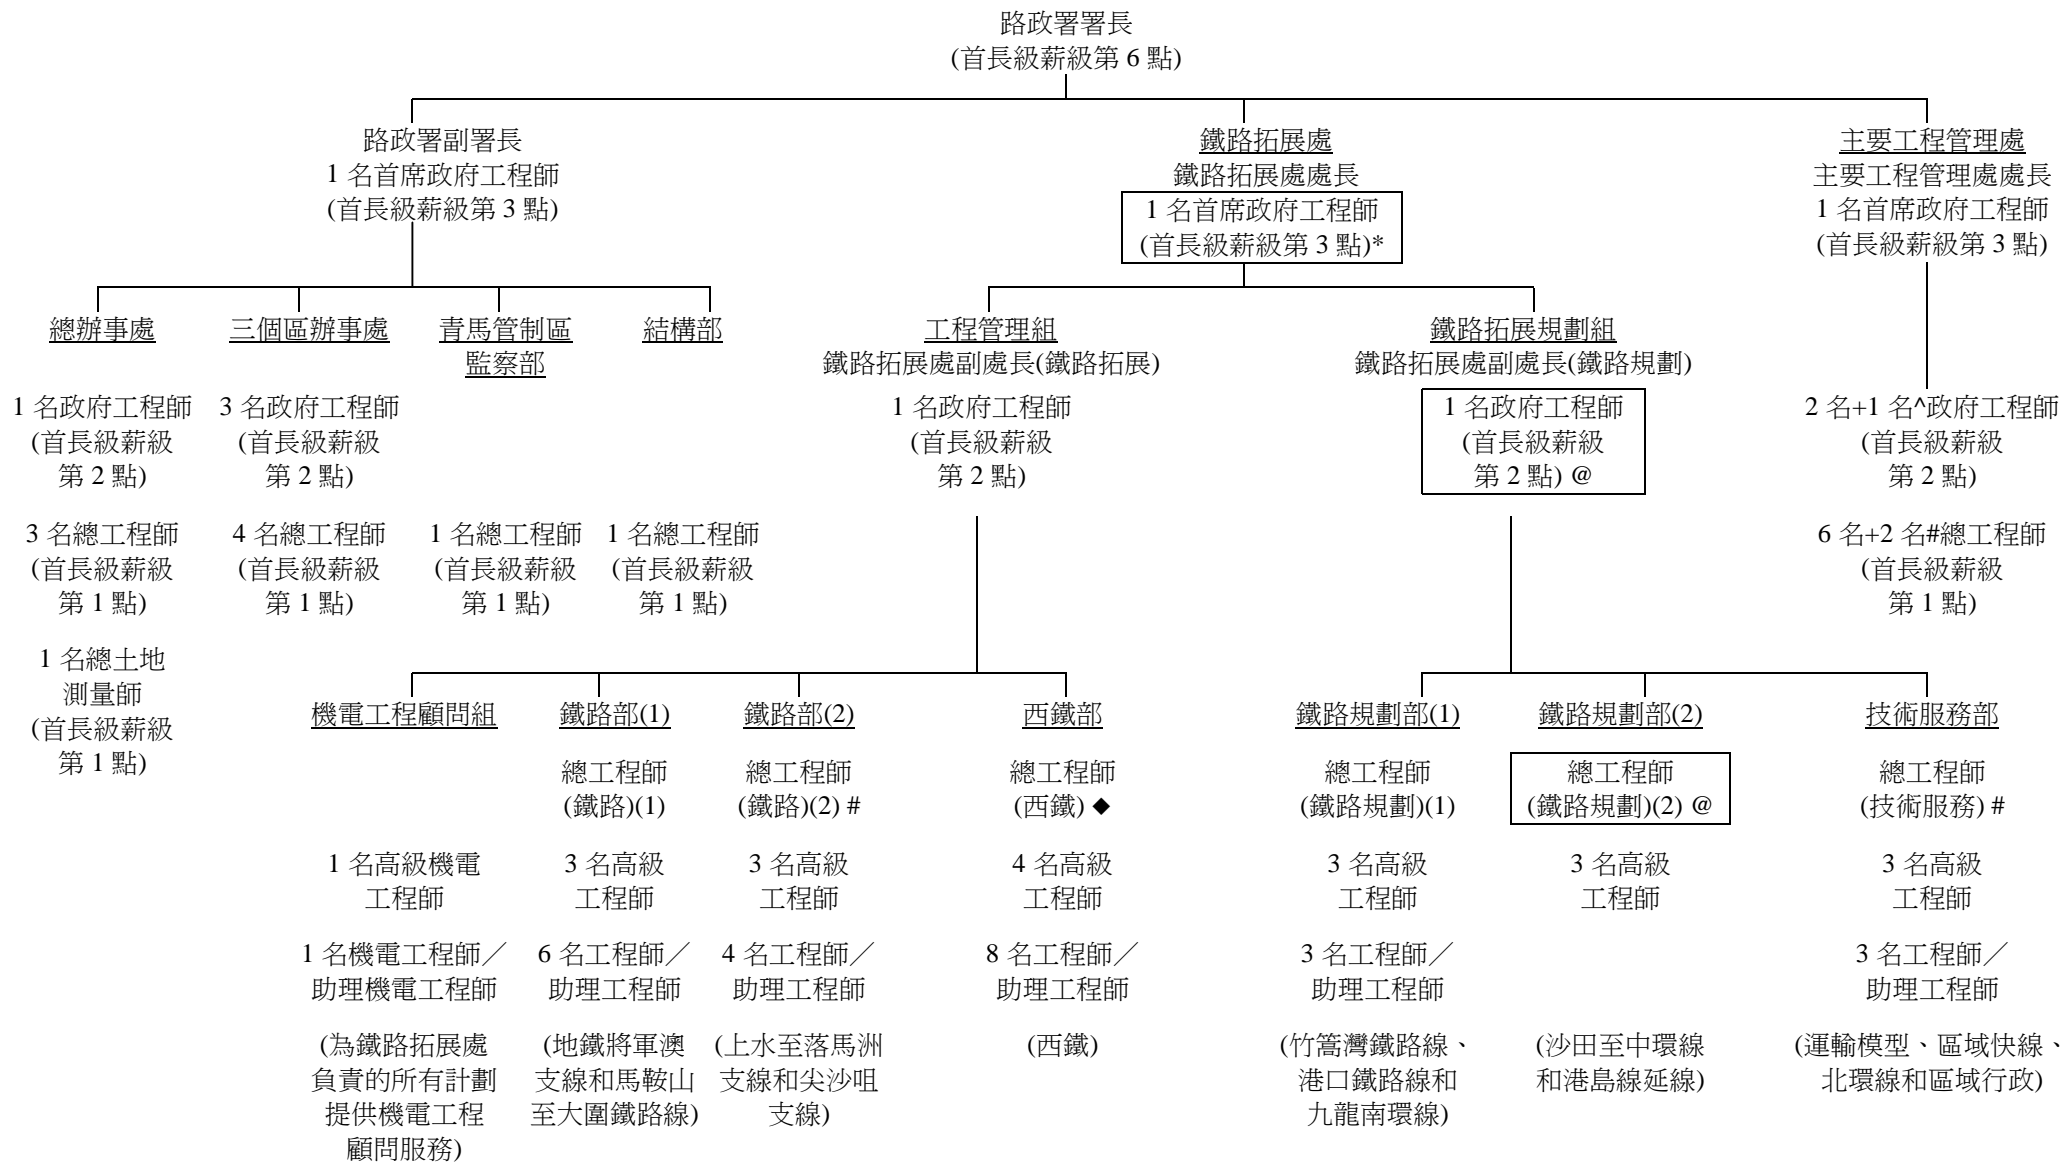 路政署署長
(首長級薪級第 6 點)
路政署副署長
1 名首席政府工程師
(首長級薪級第 3 點)
鐵路拓展處
鐵路拓展處處長
1 名首席政府工程師
(首長級薪級第 3 點)*
主要工程管理處
主要工程管理處處長
1 名首席政府工程師
(首長級薪級第 3 點)
總辦事處
1 名政府工程師
(首長級薪級
第 2 點)
3 名總工程師
(首長級薪級
第 1 點)
1 名總土地
測量師
(首長級薪級
第 1 點)
三個區辦事處
3 名政府工程師
(首長級薪級
第 2 點)
4 名總工程師
(首長級薪級
第 1 點)
青馬管制區
監察部
1 名總工程師
(首長級薪級
第 1 點)
結構部
1 名總工程師
(首長級薪級
第 1 點)
工程管理組
鐵路拓展處副處長(鐵路拓展)
1 名政府工程師
(首長級薪級
第 2 點)
鐵路拓展規劃組
鐵路拓展處副處長(鐵路規劃)
1 名政府工程師
(首長級薪級
第 2 點) @
2 名+1 名^政府工程師
(首長級薪級
第 2 點)
6 名+2 名#總工程師
(首長級薪級
第 1 點)
機電工程顧問組
1 名高級機電
工程師
1 名機電工程師／
助理機電工程師
(為鐵路拓展處
負責的所有計劃
提供機電工程
顧問服務)
鐵路部(1)
總工程師
(鐵路)(1)
3 名高級
工程師
6 名工程師／
助理工程師
(地鐵將軍澳
支線和馬鞍山
至大圍鐵路線)
鐵路部(2)
總工程師
(鐵路)(2) #
3 名高級
工程師
4 名工程師／
助理工程師
(上水至落馬洲
支線和尖沙咀
支線)
西鐵部
總工程師
(西鐵) ◆
4 名高級
工程師
8 名工程師／
助理工程師
(西鐵)
鐵路規劃部(1)
總工程師
(鐵路規劃)(1)
3 名高級
工程師
3 名工程師／
助理工程師
(竹篙灣鐵路線、
港口鐵路線和
九龍南環線)
鐵路規劃部(2)
總工程師
(鐵路規劃)(2) @
3 名高級
工程師
(沙田至中環線
和港島線延線)
技術服務部
總工程師
(技術服務) #
3 名高級
工程師
3 名工程師／
助理工程師
(運輸模型、區域快線、
北環線和區域行政)